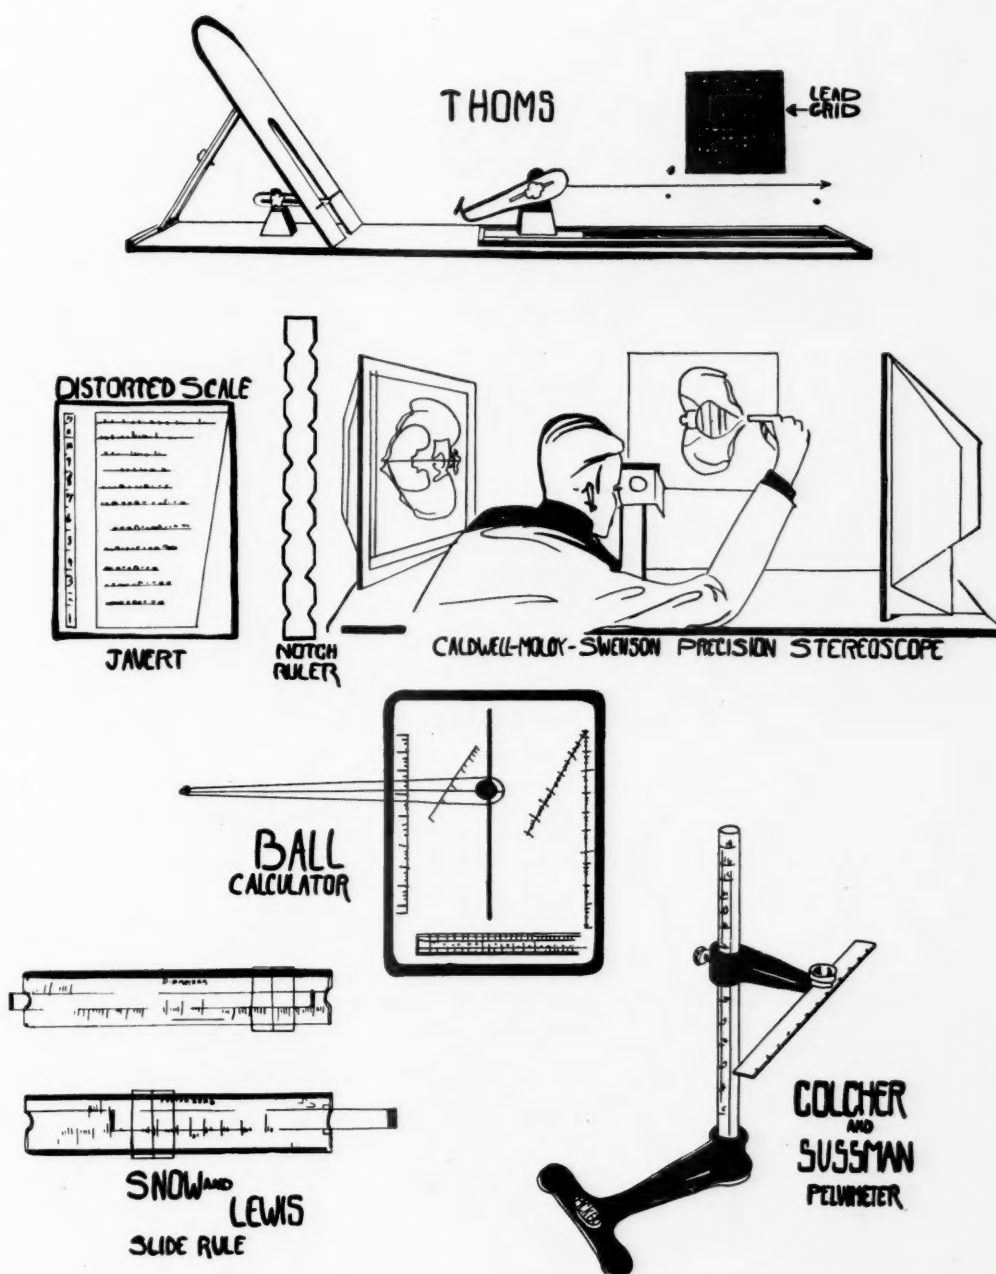 THOMS
LEAD
GRID
DISTORTED SCALE
JAVERT
NOTCH
RULER
CALDWELL-MOLOY-SWENSON PRECISION STEREOSCOPE
BALL
CALCULATOR
COLCHER
AND
SUSSMAN
PELVIMETER
SNOW AND
LEWIS
SLIDE RULE